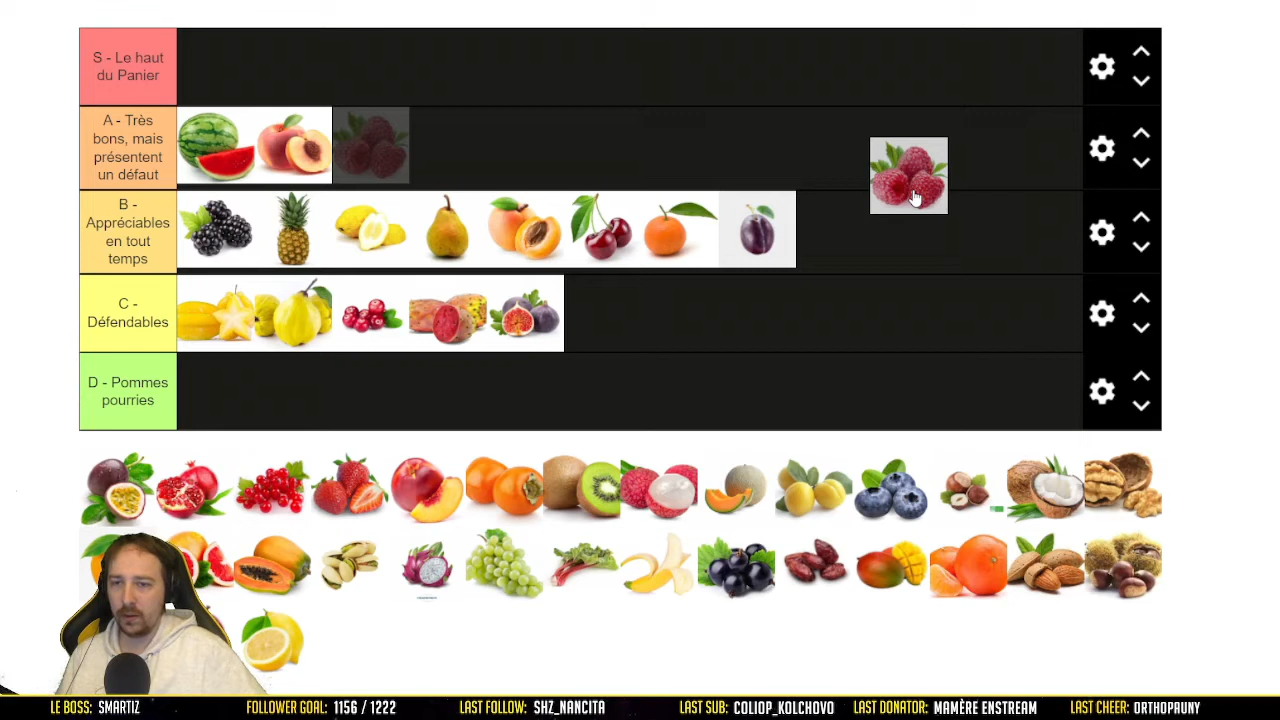 S - Le haut
du Panier
A - Très
bons, mais
présentent
un défaut
B -
Appréciables
en tout
temps
C -
Défendables
D - Pommes
pourries
LE BOSS: SMARTIZ FOLLOWER GOAL: 1156 / 1222 LAST FOLLOW: SHZ_NANCITA LAST SUB: COLIOP_KOLCHOVO LAST DONATOR: MAMÈRE ENSTREAM LAST CHEER: ORTHOPAUNY